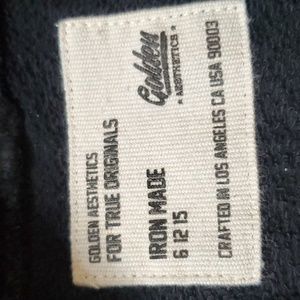 GOLDEN AESTHETICS
FOR TRUE ORIGINALS
Golden
★ AESTHETICS ★
IRON MADE
6 12 15
CRAFTED IN LOS ANGELES CA USA 90003